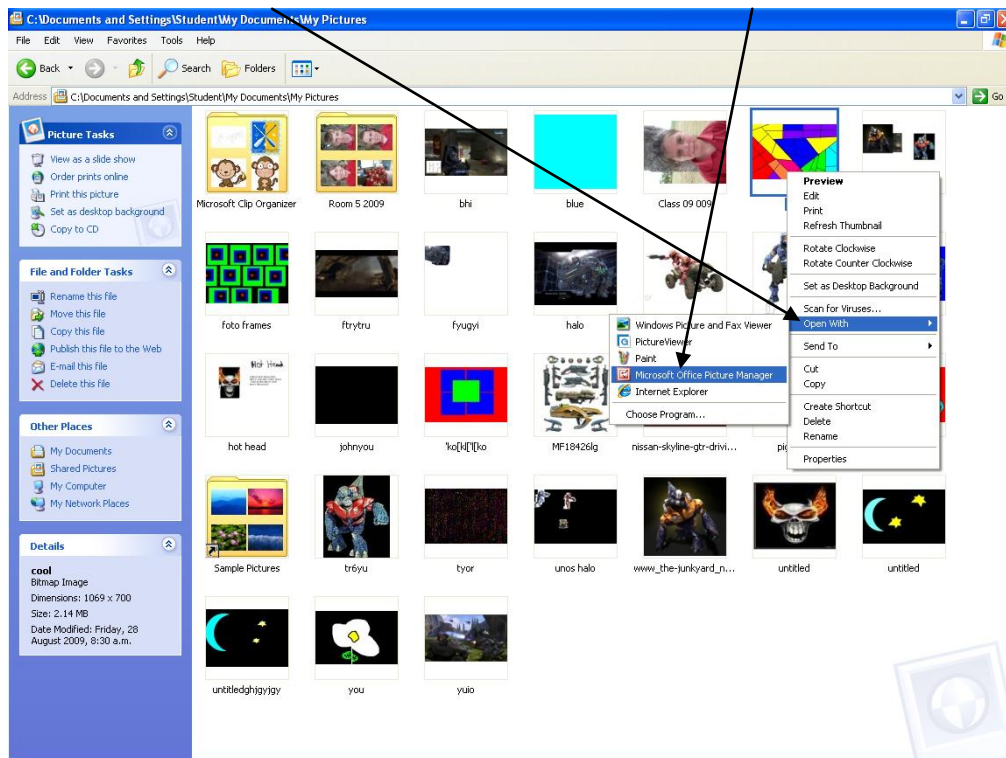 C:\Documents and Settings\Student\My Documents\My Pictures
File Edit View Favorites Tools Help
Back Search Folders
Address C:\Documents and Settings\Student\My Documents\My Pictures Go
Picture Tasks
View as a slide show
Order prints online
Print this picture
Set as desktop background
Copy to CD
File and Folder Tasks
Rename this file
Move this file
Copy this file
Publish this file to the Web
E-mail this file
Delete this file
Other Places
My Documents
Shared Pictures
My Computer
My Network Places
Details
cool
Bitmap Image
Dimensions: 1069 x 700
Size: 2.14 MB
Date Modified: Friday, 28
August 2009, 8:30 a.m.
Microsoft Clip Organizer Room 5 2009 bhi blue Class 09 009
foto frames ftrytru fyugyi halo
Hot Head
hot head johnyou 'ko[kl['l[ko MF18426lg nissan-skyline-gtr-drivi...
Sample Pictures tr6yu tyor unos halo www_the-junkyard_n... untitled untitled
untitledghjgyjgy you yuio
Preview
Edit
Print
Refresh Thumbnail
Rotate Clockwise
Rotate Counter Clockwise
Set as Desktop Background
Scan for Viruses...
Open With
Send To
Cut
Copy
Create Shortcut
Delete
Rename
Properties
Windows Picture and Fax Viewer
PictureViewer
Paint
Microsoft Office Picture Manager
Internet Explorer
Choose Program...